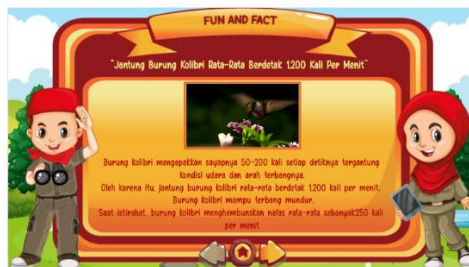 FUN AND FACT
"Jantung Burung Kolibri Rata-Rata Berdetak 1.200 Kali Per Menit"
Burung kolibri mengepakkan sayapnya 50-200 kali setiap detiknya tergantung
kondisi udara dan arah terbangnya.
Oleh karena itu, jantung burung kolibri rata-rata berdetak 1.200 kali per menit.
Burung kolibri mampu terbang mundur.
Saat istirahat, burung kolibri menghembuskan nafas rata-rata sebanyak250 kali
per menit